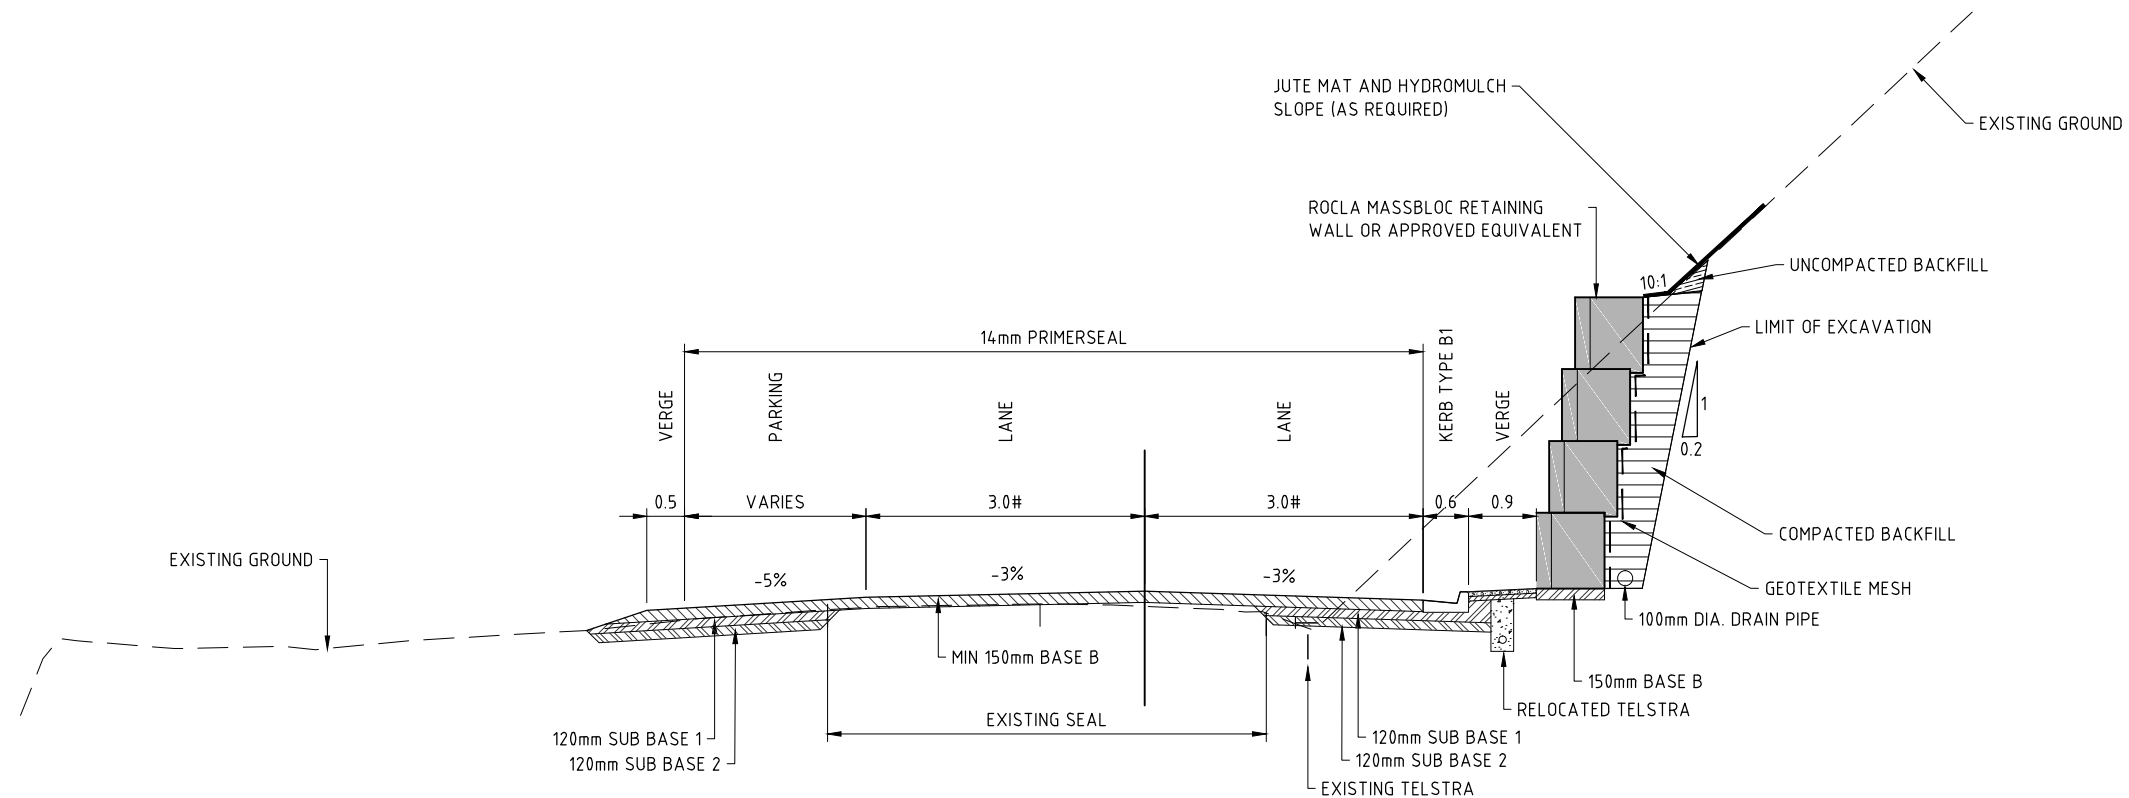 JUTE MAT AND HYDROMULCH
SLOPE (AS REQUIRED)
EXISTING GROUND
ROCLA MASSBLOC RETAINING
WALL OR APPROVED EQUIVALENT
UNCOMPACTED BACKFILL
10:1
LIMIT OF EXCAVATION
14mm PRIMERSEAL
VERGE
PARKING
LANE
LANE
KERB TYPE B1
VERGE
1
0.2
0.5
VARIES
3.0#
3.0#
0.6
0.9
COMPACTED BACKFILL
EXISTING GROUND
-5%
-3%
-3%
GEOTEXTILE MESH
100mm DIA. DRAIN PIPE
MIN 150mm BASE B
150mm BASE B
RELOCATED TELSTRA
EXISTING SEAL
120mm SUB BASE 1
120mm SUB BASE 2
120mm SUB BASE 1
120mm SUB BASE 2
EXISTING TELSTRA